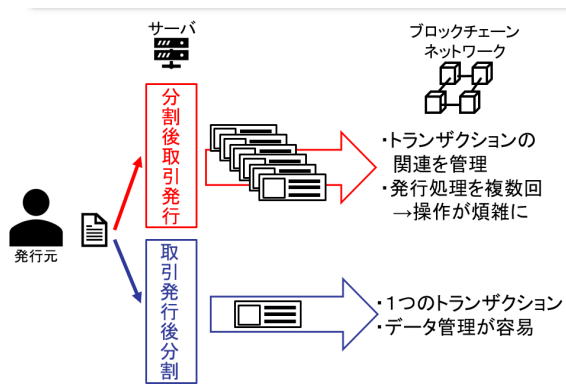 サーバ
ブロックチェーン
ネットワーク
分割後取引発行
・トランザクションの
関連を管理
・発行処理を複数回
→操作が煩雑に
発行元
取引発行後分割
・1つのトランザクション
・データ管理が容易